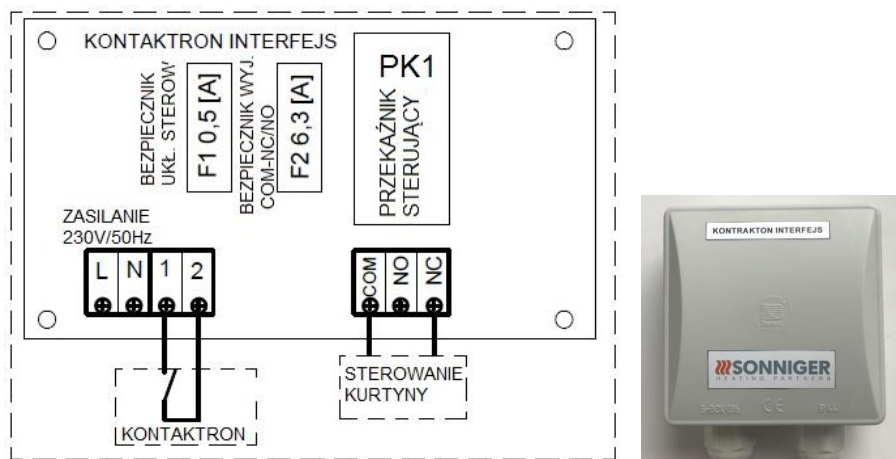 KONTAKTRON INTERFEJS
BEZPIECZNIK
UKŁ. STEROW
F1 0,5 [A]
BEZPIECZNIK WYJ.
COM-NC/NO
F2 6,3 [A]
PK1
PRZEKAŹNIK
STERUJĄCY
ZASILANIE
230V/50Hz
L N 1 2
COM NO NC
KONTAKTRON
STEROWANIE
KURTYNY
KONTRAKTON INTERFEJS
SONNIGER
HEATING PARTNERS
CE